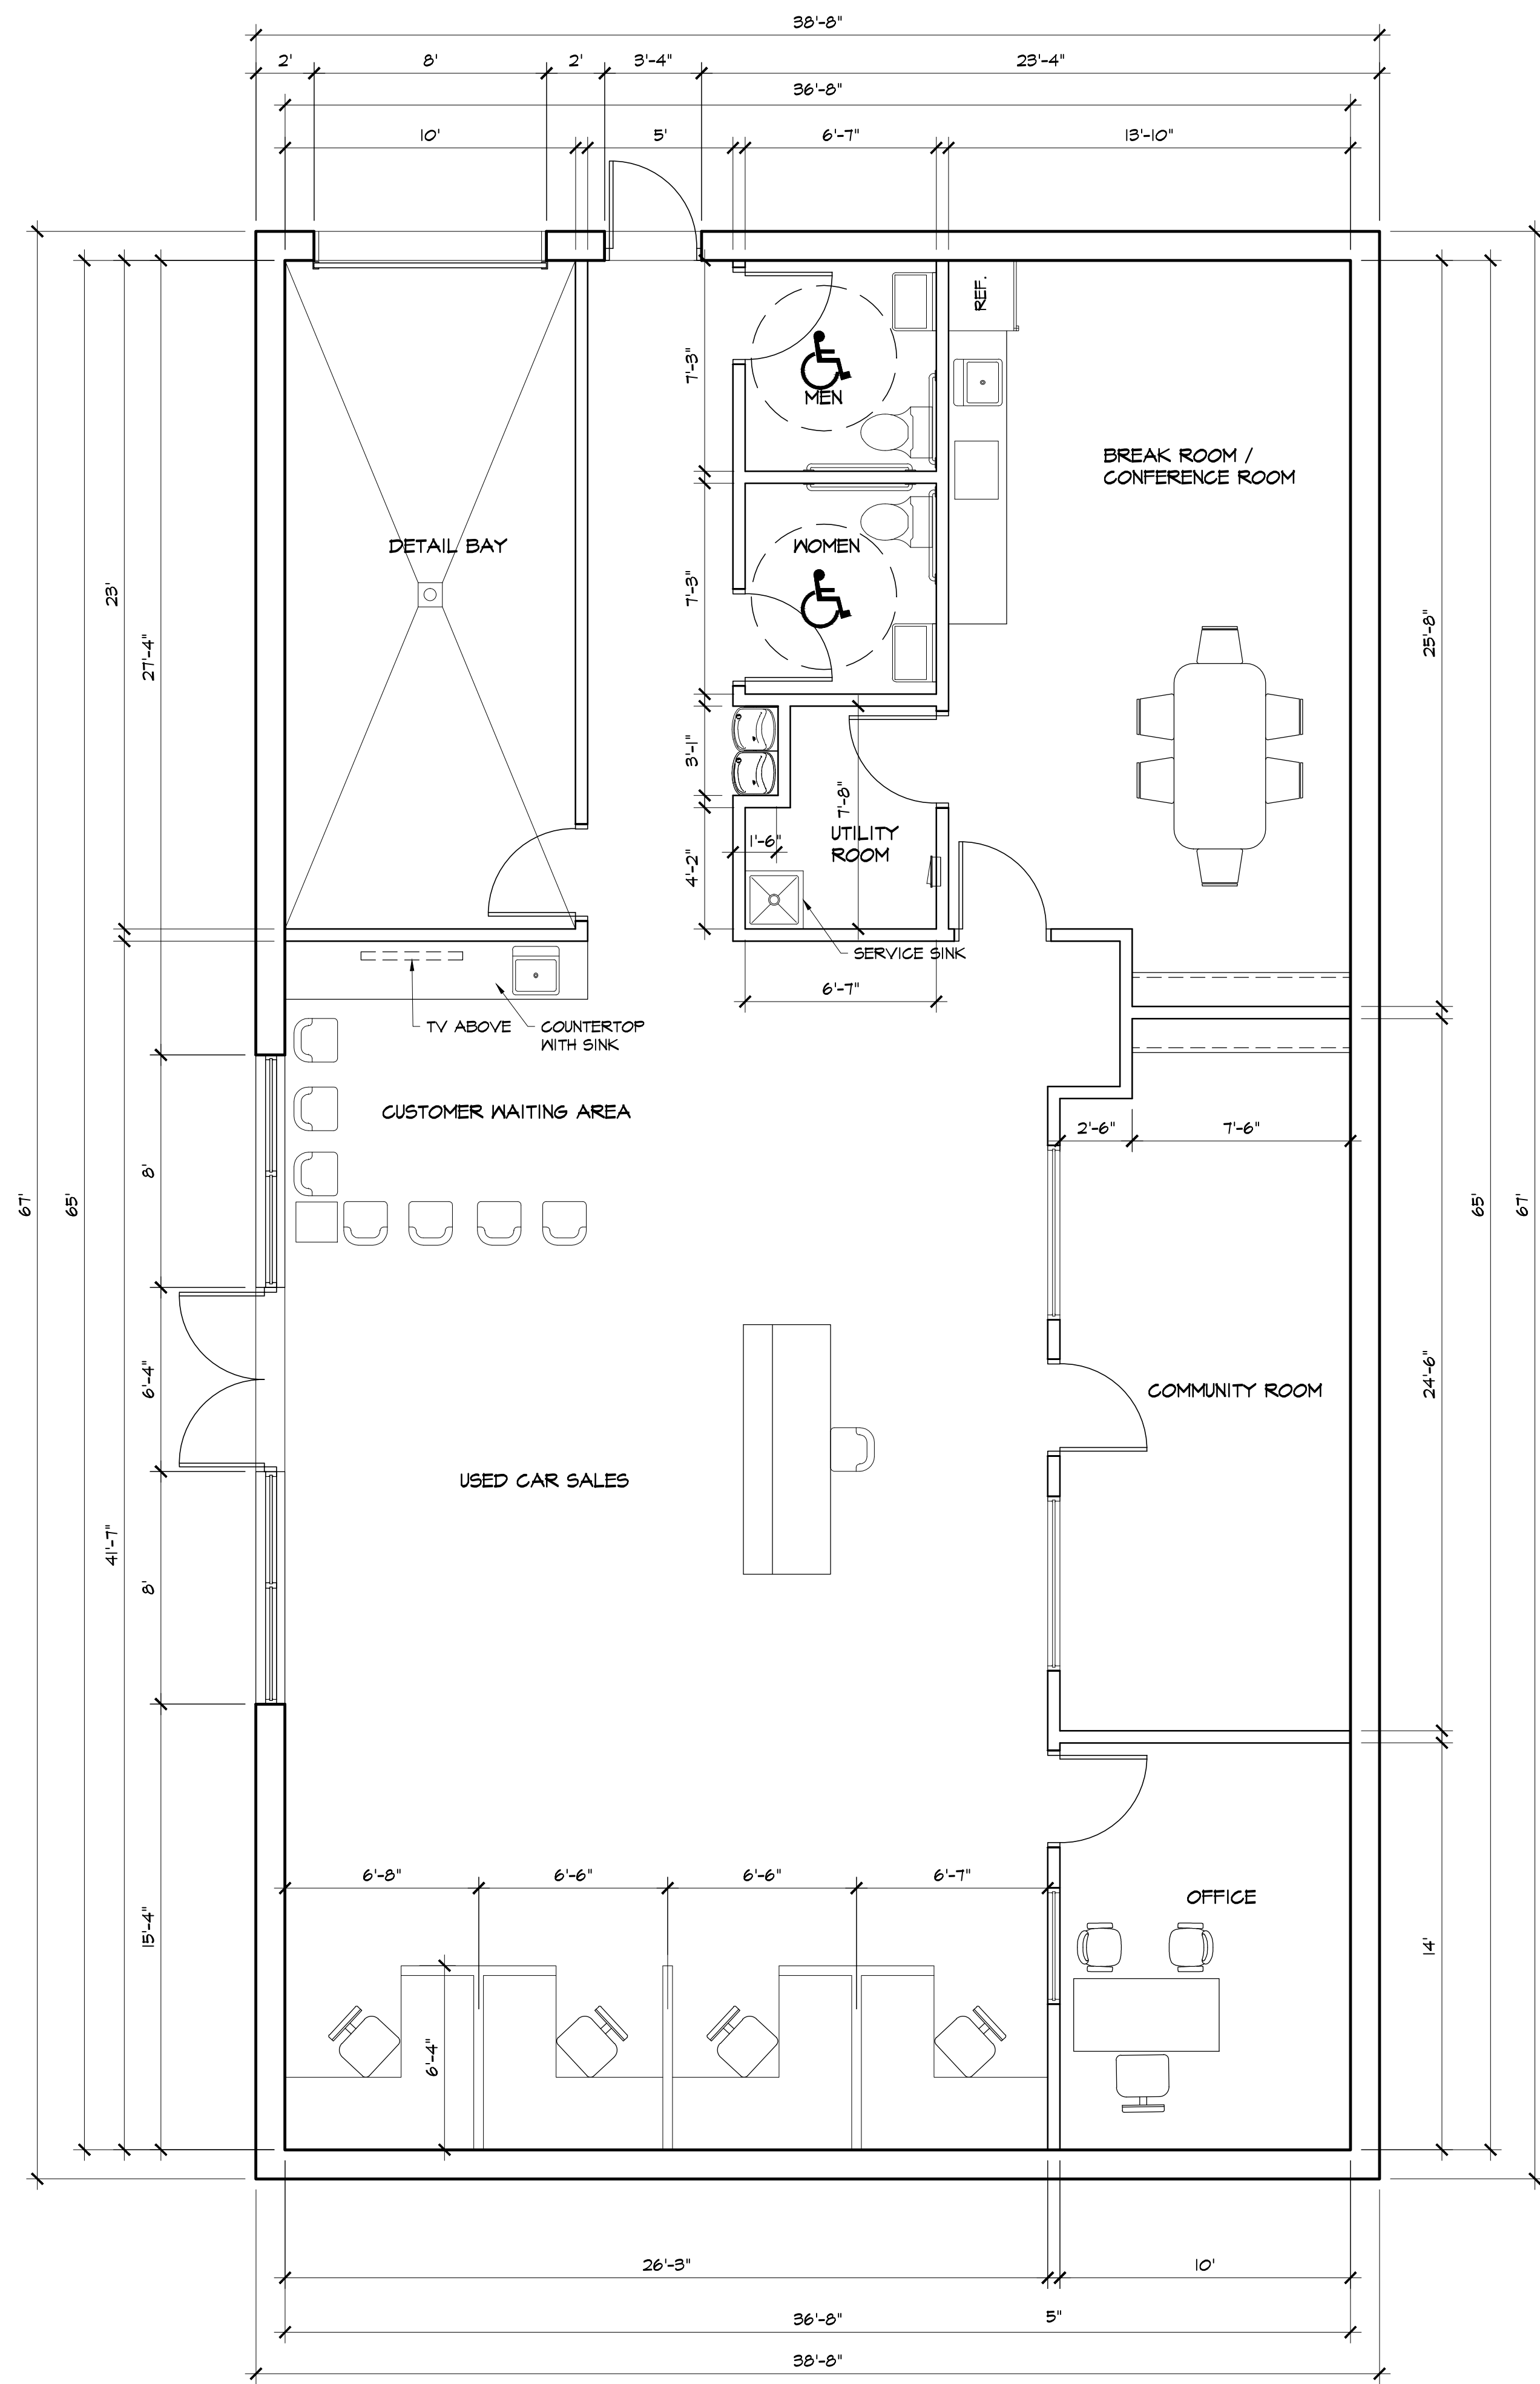 38'-8"
2'
8'
2'
3'-4"
23'-4"
36'-8"
10'
5'
6'-7"
13'-10"
REF.
MEN
7'-3"
BREAK ROOM /
CONFERENCE ROOM
DETAIL BAY
WOMEN
23'
7'-3"
25'-8"
27'-4"
3'-1"
7'-8"
UTILITY
ROOM
1'-6"
4'-2"
SERVICE SINK
6'-7"
TV ABOVE
COUNTERTOP
WITH SINK
CUSTOMER WAITING AREA
2'-6"
7'-6"
8'
67'
65'
65'
67'
6'-4"
24'-6"
COMMUNITY ROOM
USED CAR SALES
41'-7"
8'
6'-8"
6'-6"
6'-6"
6'-7"
OFFICE
15'-4"
14'
6'-4"
26'-3"
10'
5"
36'-8"
38'-8"